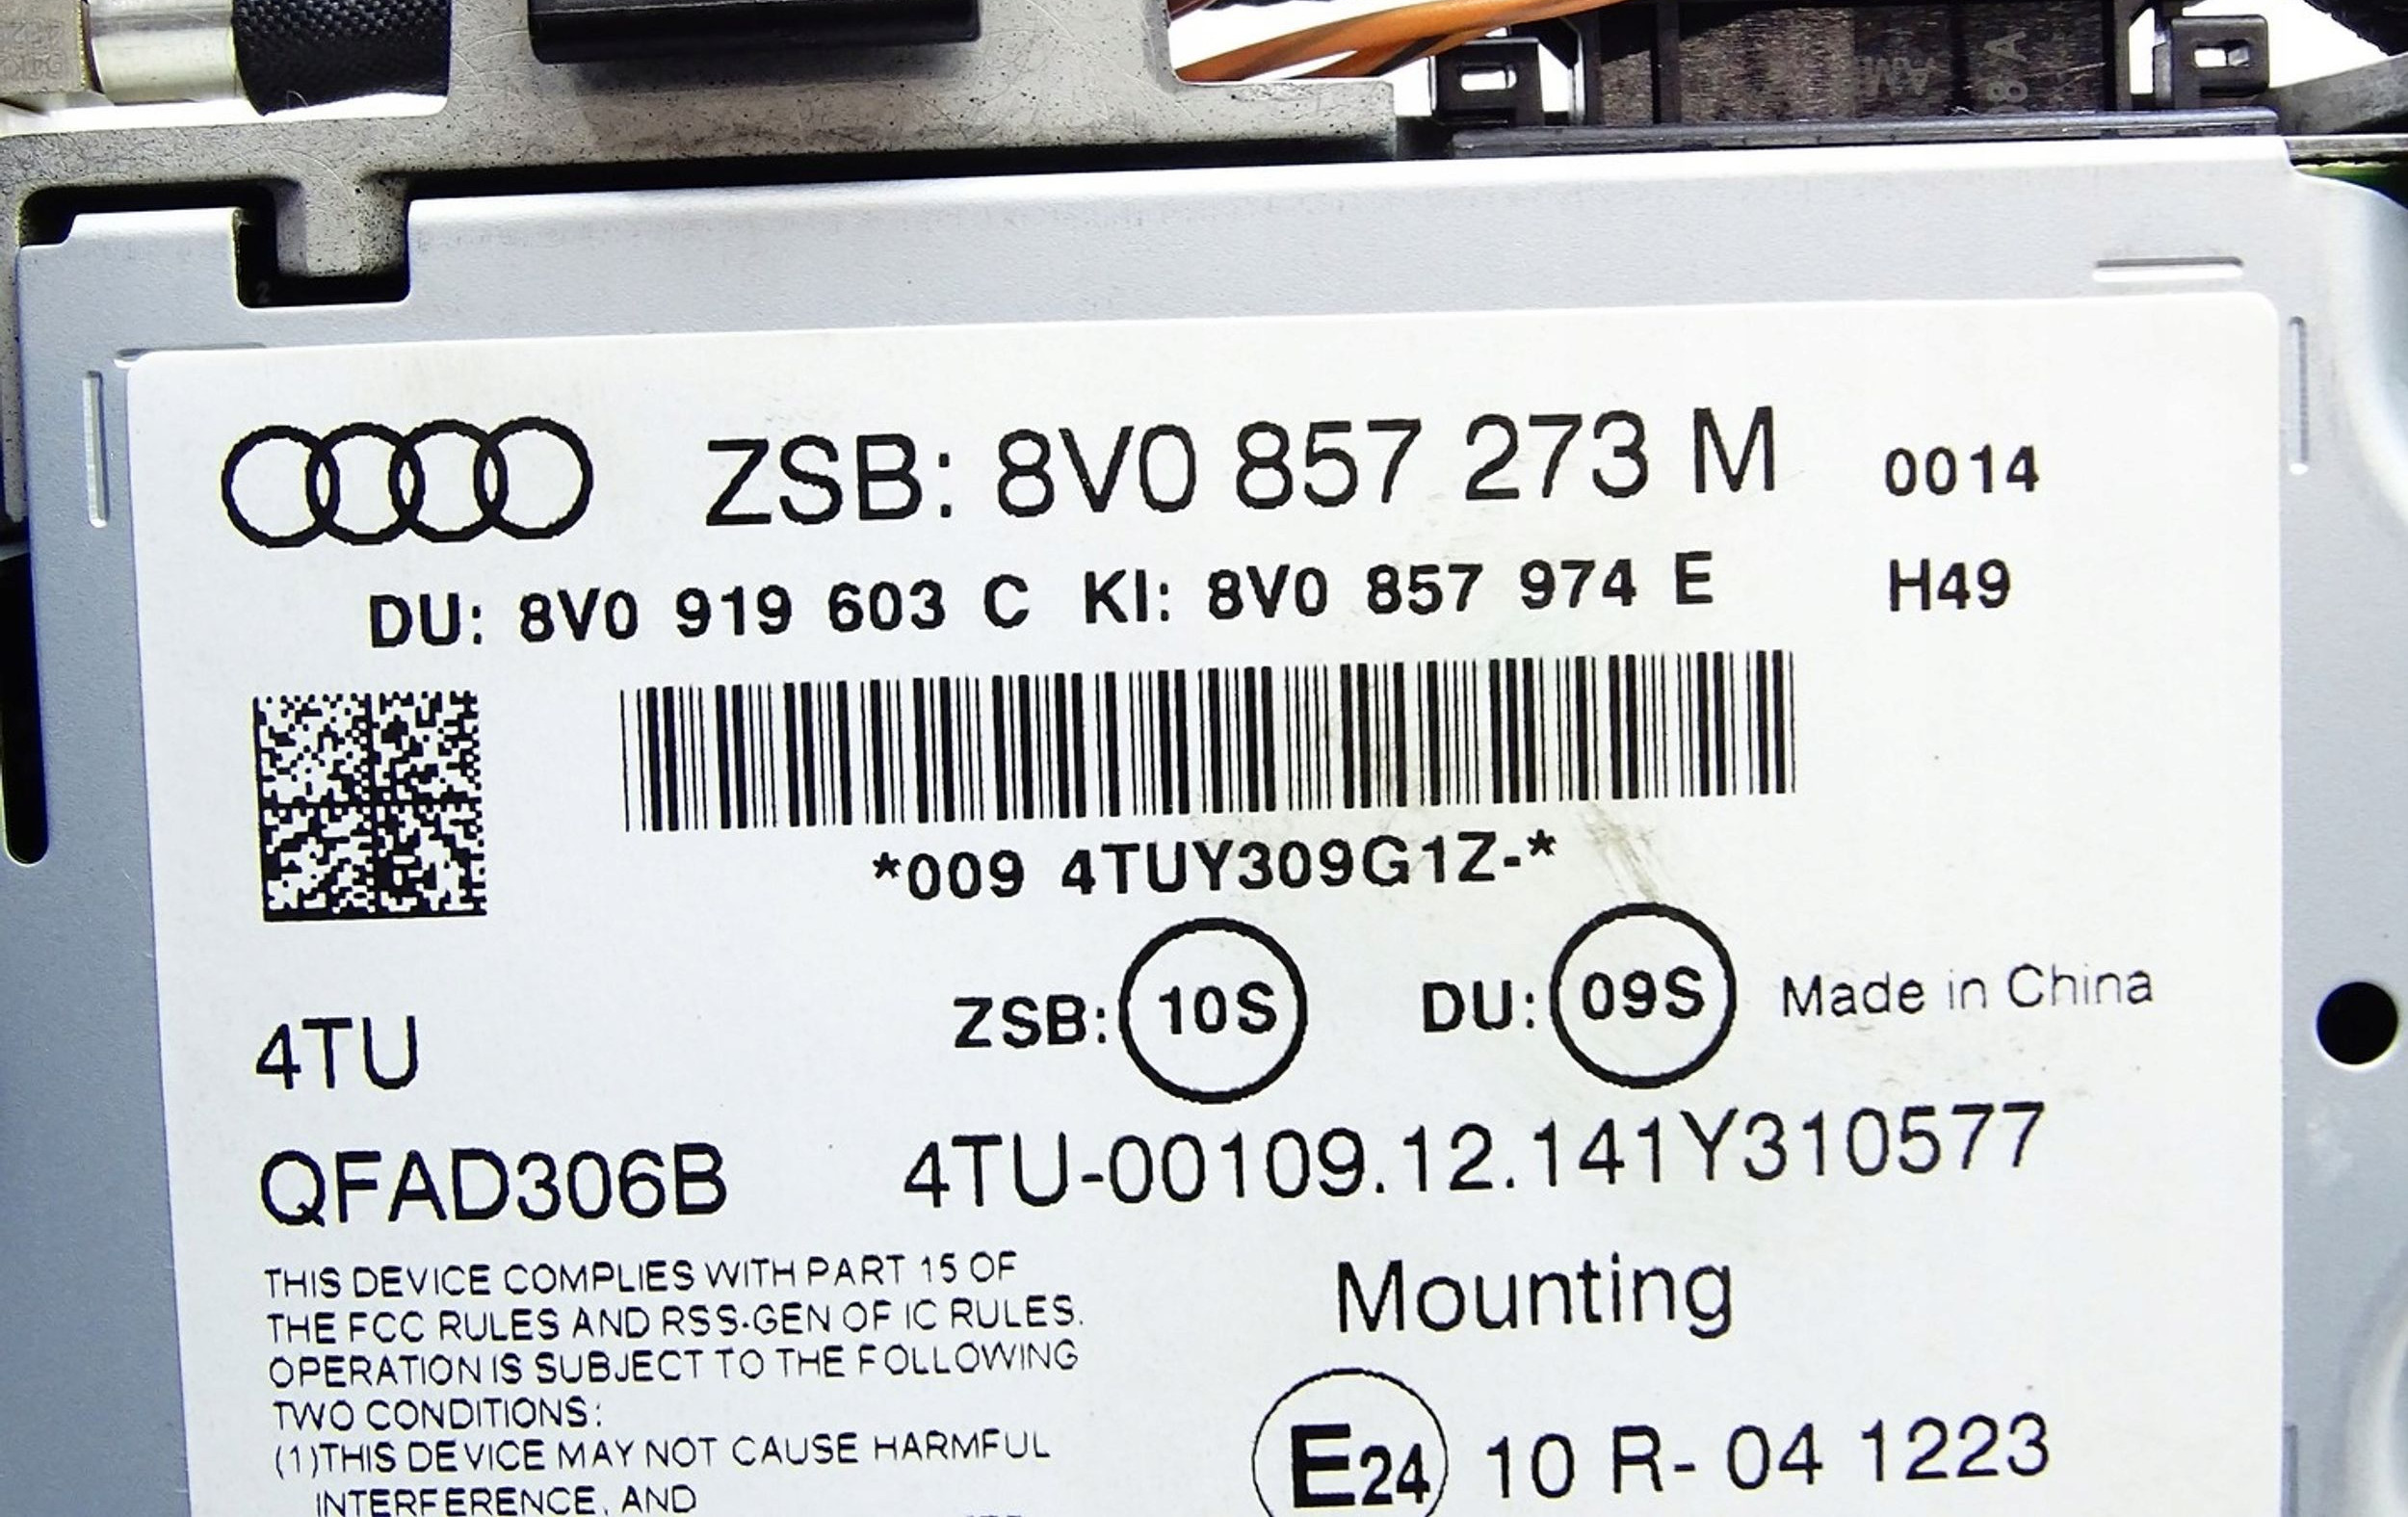 ZSB: 8V0 857 273 M 0014
DU: 8V0 919 603 C KI: 8V0 857 974 E H49
*009 4TUY309G1Z-*
ZSB: 10S DU: 09S Made in China
4TU
QFAD306B 4TU-00109.12.141Y310577
THIS DEVICE COMPLIES WITH PART 15 OF
THE FCC RULES AND RSS-GEN OF IC RULES.
OPERATION IS SUBJECT TO THE FOLLOWING
TWO CONDITIONS:
(1)THIS DEVICE MAY NOT CAUSE HARMFUL
INTERFERENCE, AND
Mounting
E24 10 R- 04 1223